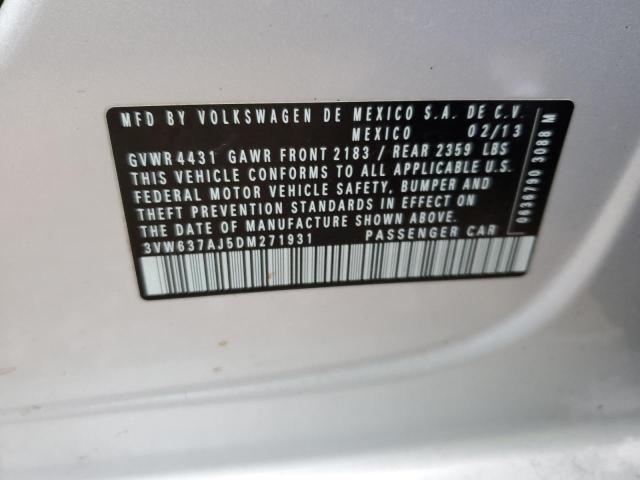 MFD BY VOLKSWAGEN DE MEXICO S.A. DE C.V.
MEXICO 02/13
GVWR 4431 GAWR FRONT 2183 / REAR 2359 LBS
THIS VEHICLE CONFORMS TO ALL APPLICABLE U.S.
FEDERAL MOTOR VEHICLE SAFETY, BUMPER AND
THEFT PREVENTION STANDARDS IN EFFECT ON
THE DATE OF MANUFACTURE SHOWN ABOVE.
3VW637AJ5DM271931 PASSENGER CAR
0636790 3088 M